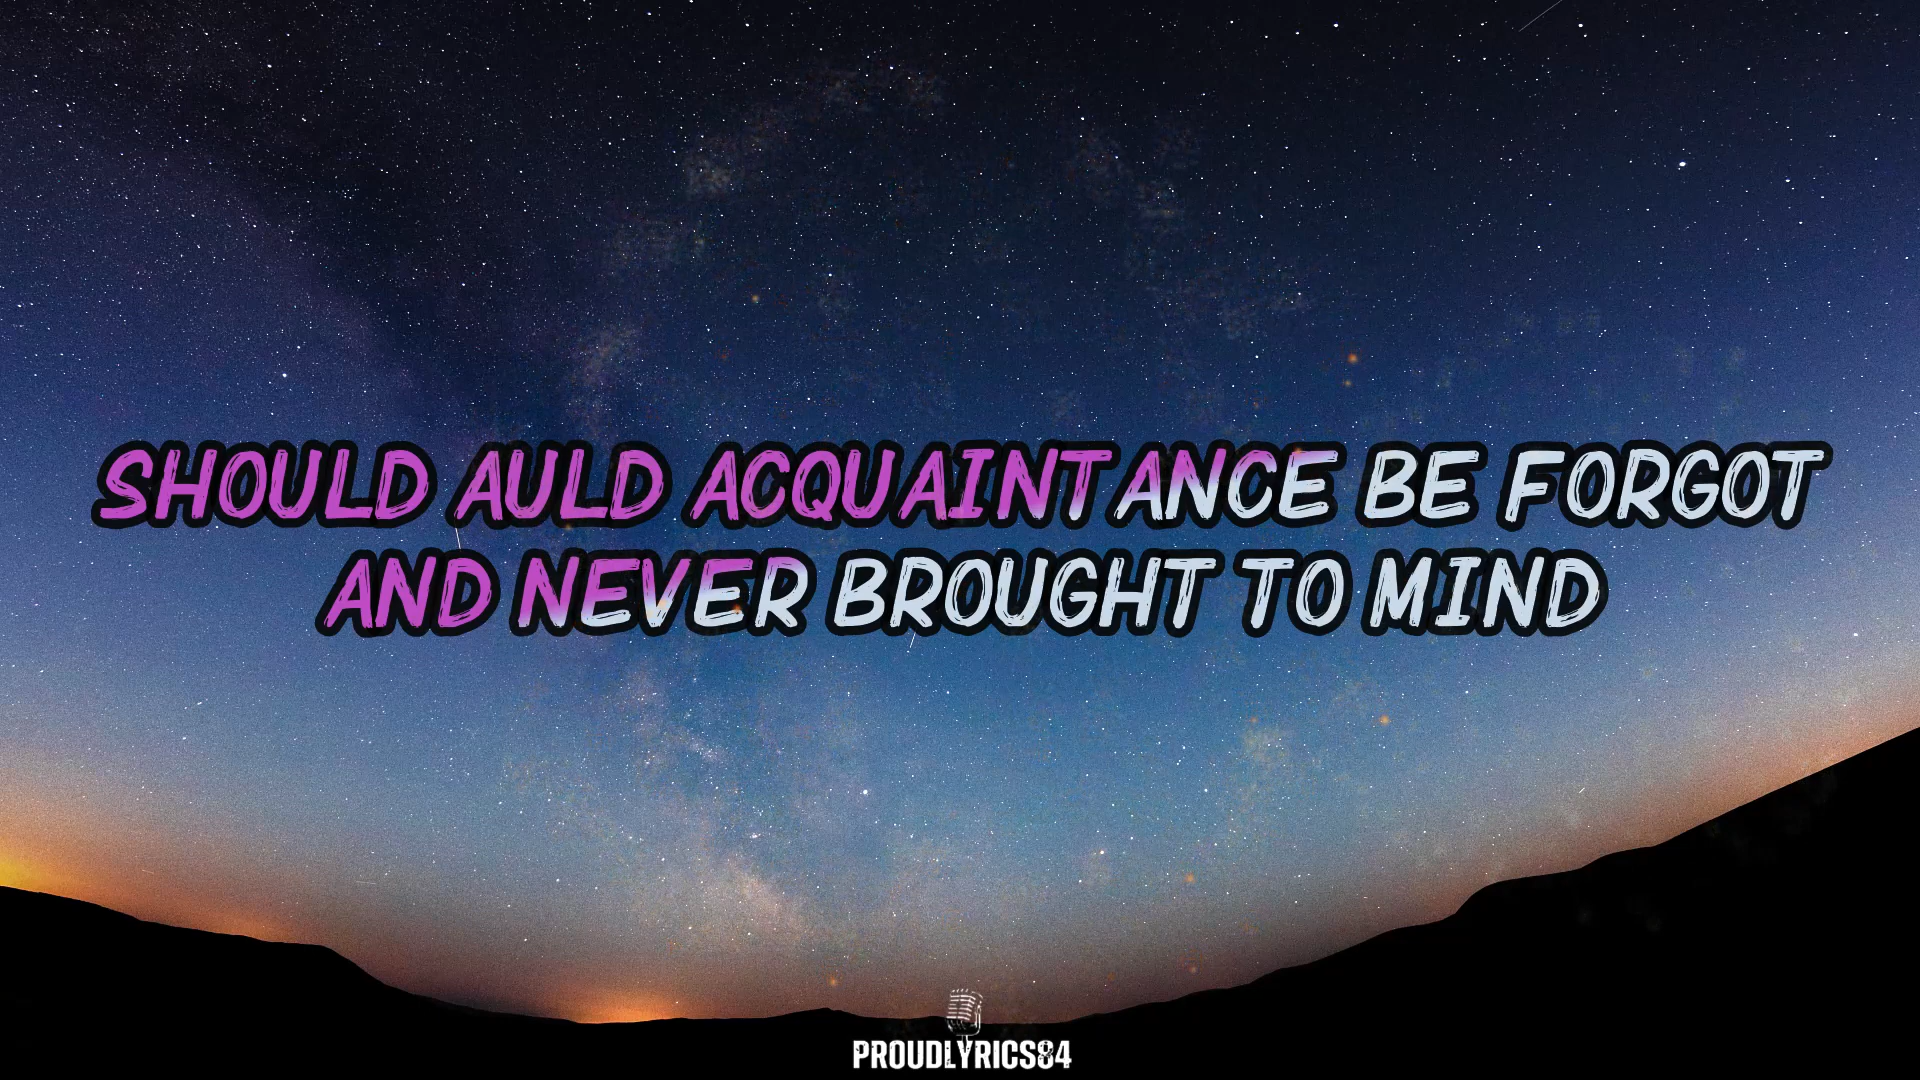 SHOULD AULD ACQUAINTANCE BE FORGOT
AND NEVER BROUGHT TO MIND
PROUDLYRICS84